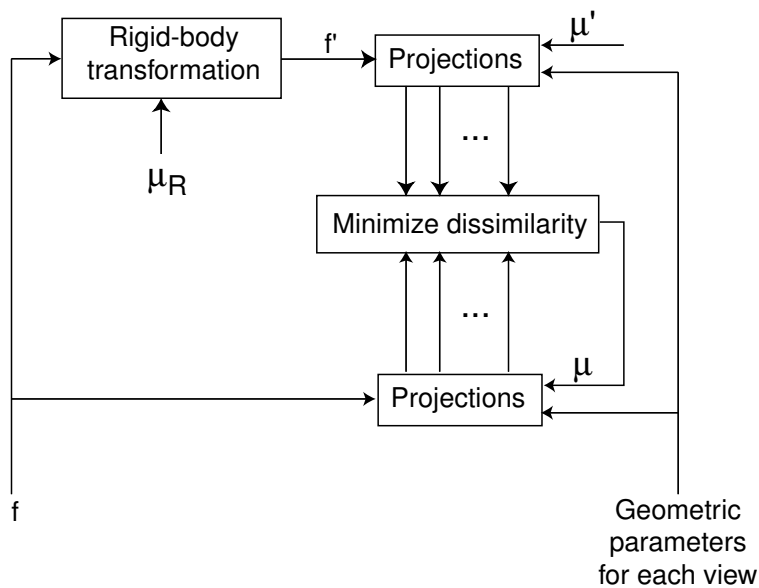 Rigid-body
transformation
f'
Projections
μ'
...
μR
Minimize dissimilarity
...
μ
Projections
f
Geometric
parameters
for each view